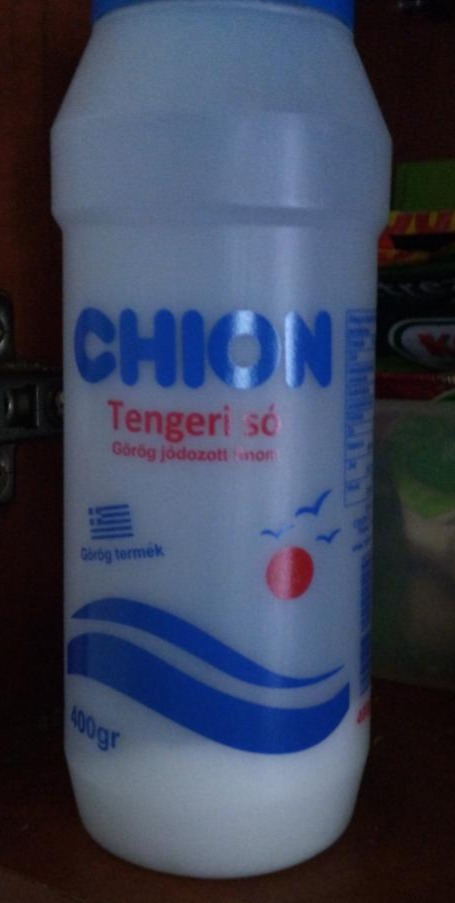 CHION
Tengeri só
Görög jódozott finom
Görög termék
400gr